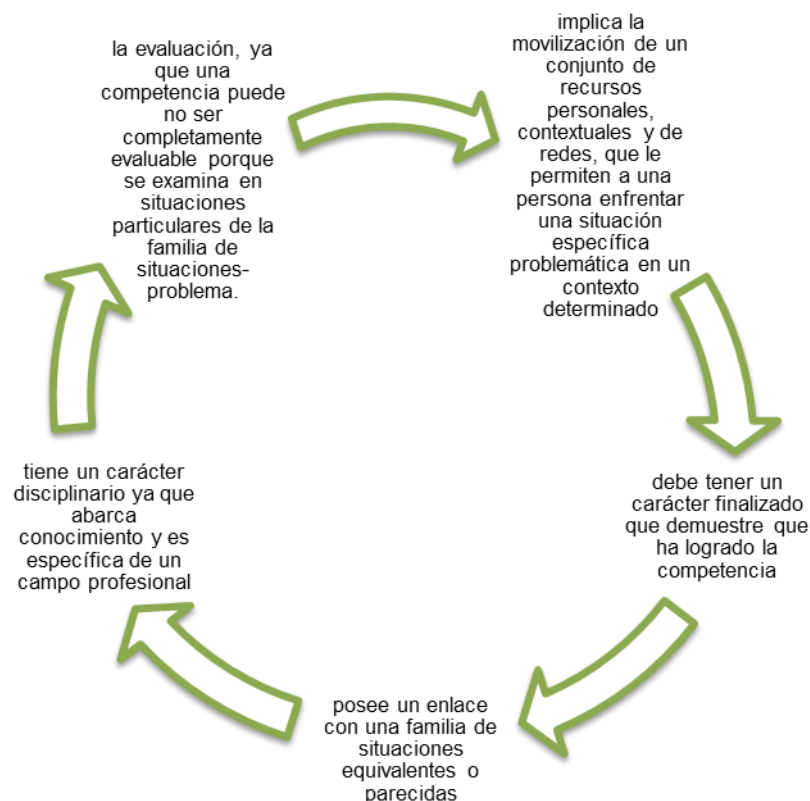 implica la
movilización de un
conjunto de
recursos
personales,
contextuales y de
redes, que le
permiten a una
persona enfrentar
una situación
específica
problemática en un
contexto
determinado
debe tener un
carácter finalizado
que demuestre que
ha logrado la
competencia
posee un enlace
con una familia de
situaciones
equivalentes o
parecidas
tiene un carácter
disciplinario ya que
abarca
conocimiento y es
específica de un
campo profesional
la evaluación, ya
que una
competencia puede
no ser
completamente
evaluable porque
se examina en
situaciones
particulares de la
familia de
situaciones-
problema.